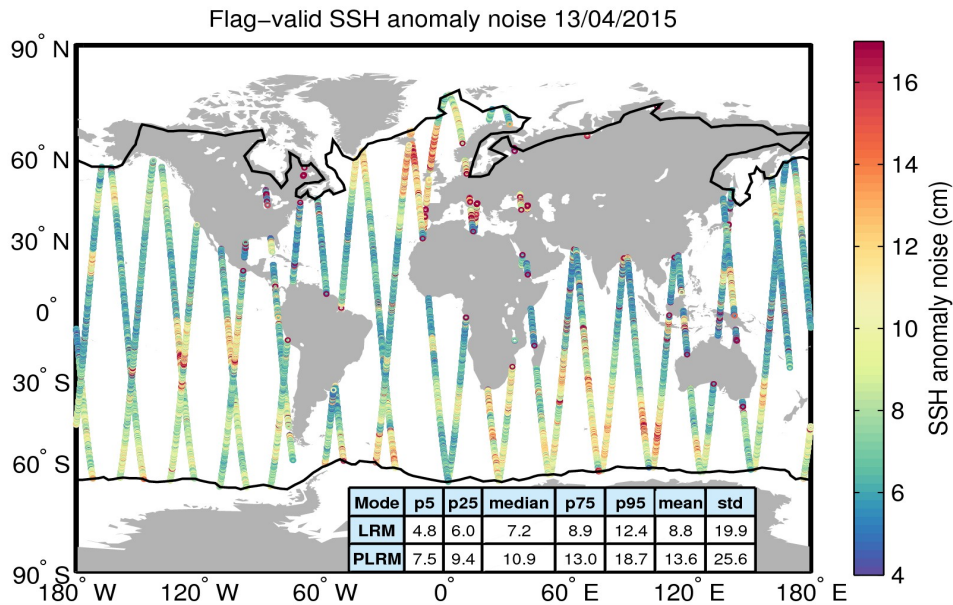 Flag−valid SSH anomaly noise 13/04/2015
90° N
60° N
30° N
0°
30° S
60° S
90° S
180° W
120° W
60° W
0°
60° E
120° E
180° E
Mode p5 p25 median p75 p95 mean std
LRM 4.8 6.0 7.2 8.9 12.4 8.8 19.9
PLRM 7.5 9.4 10.9 13.0 18.7 13.6 25.6
16
14
12
10
8
6
4
SSH anomaly noise (cm)